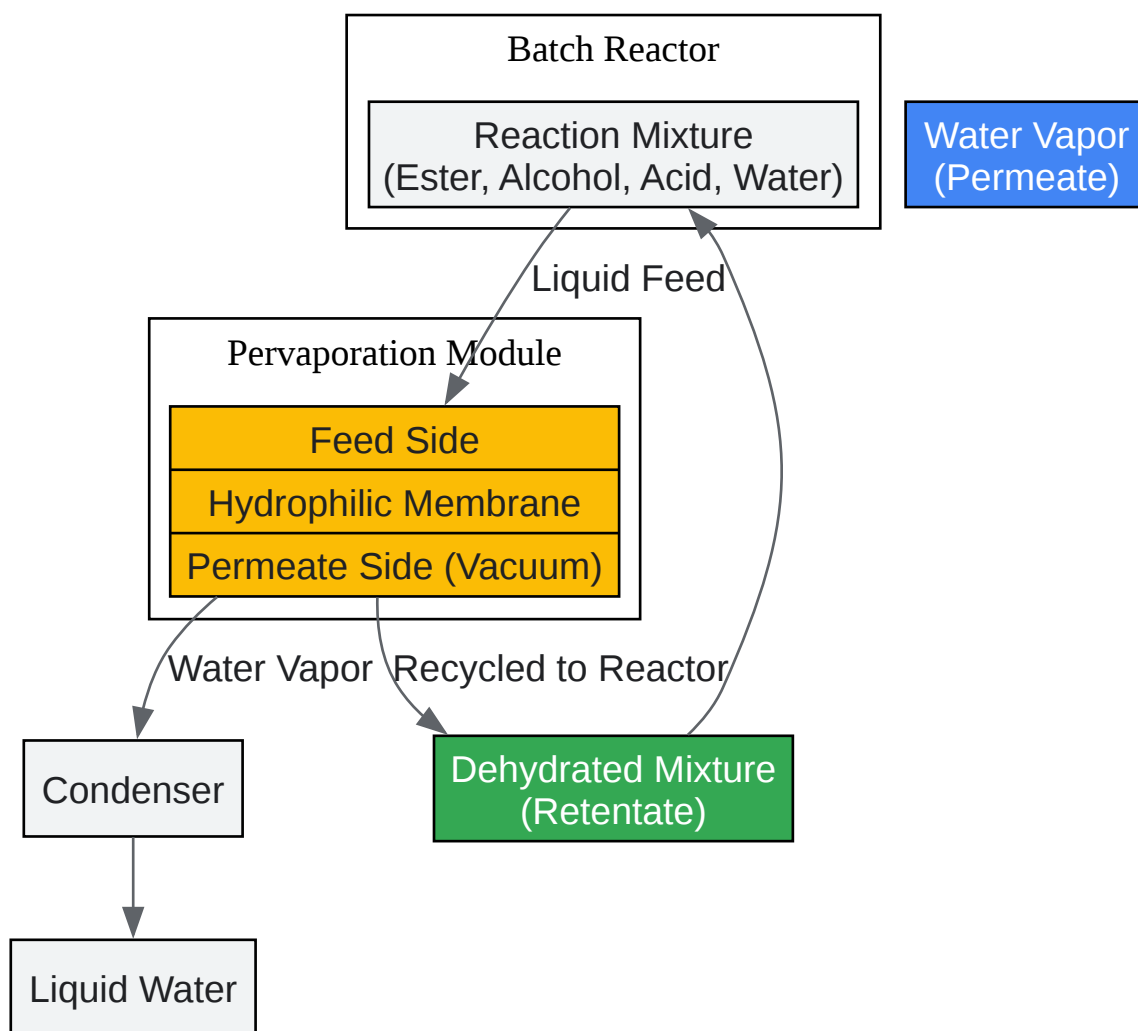 Batch Reactor
Reaction Mixture
(Ester, Alcohol, Acid, Water)
Water Vapor
(Permeate)
Liquid Feed
Pervaporation Module
Feed Side
Hydrophilic Membrane
Permeate Side (Vacuum)
Water Vapor
Recycled to Reactor
Condenser
Dehydrated Mixture
(Retentate)
Liquid Water